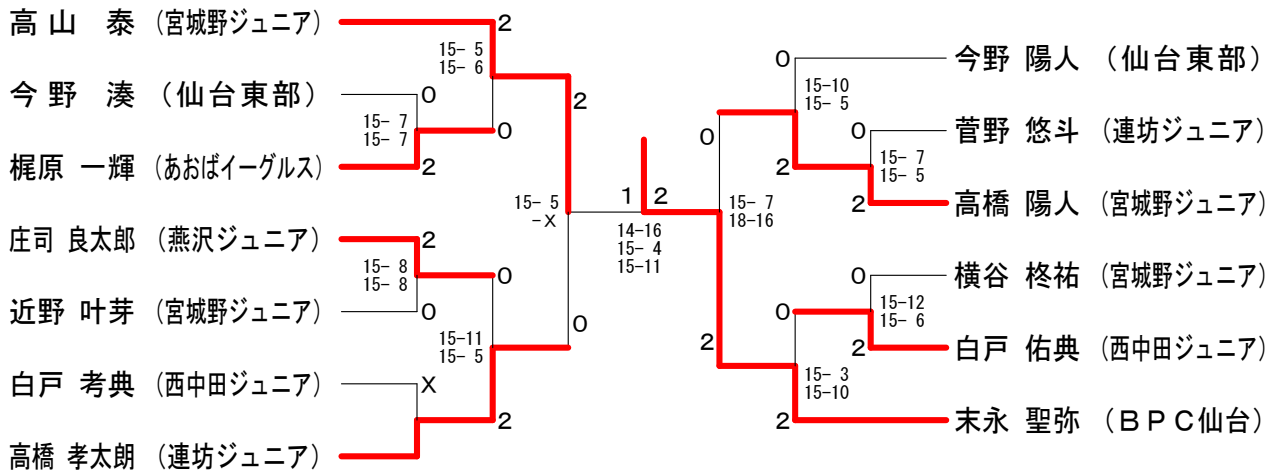 高山 泰 (宮城野ジュニア)
2
15- 5
15- 6
今野 湊 (仙台東部)
0
15- 7
15- 7
0
梶原 一輝 (あおばイーグルス)
2
2
15- 5
-X
庄司 良太郎 (燕沢ジュニア)
2
15- 8
15- 8
0
近野 叶芽 (宮城野ジュニア)
0
15-11
15- 5
0
白戸 考典 (西中田ジュニア)
X
2
高橋 孝太朗 (連坊ジュニア)
1
2
14-16
15- 4
15-11
0
今野 陽人 (仙台東部)
15-10
15- 5
0
菅野 悠斗 (連坊ジュニア)
15- 7
15- 5
2
2
高橋 陽人 (宮城野ジュニア)
0
15- 7
18-16
0
横谷 柊祐 (宮城野ジュニア)
15-12
15- 6
0
2
白戸 佑典 (西中田ジュニア)
2
15- 3
15-10
2
末永 聖弥 (BPC仙台)